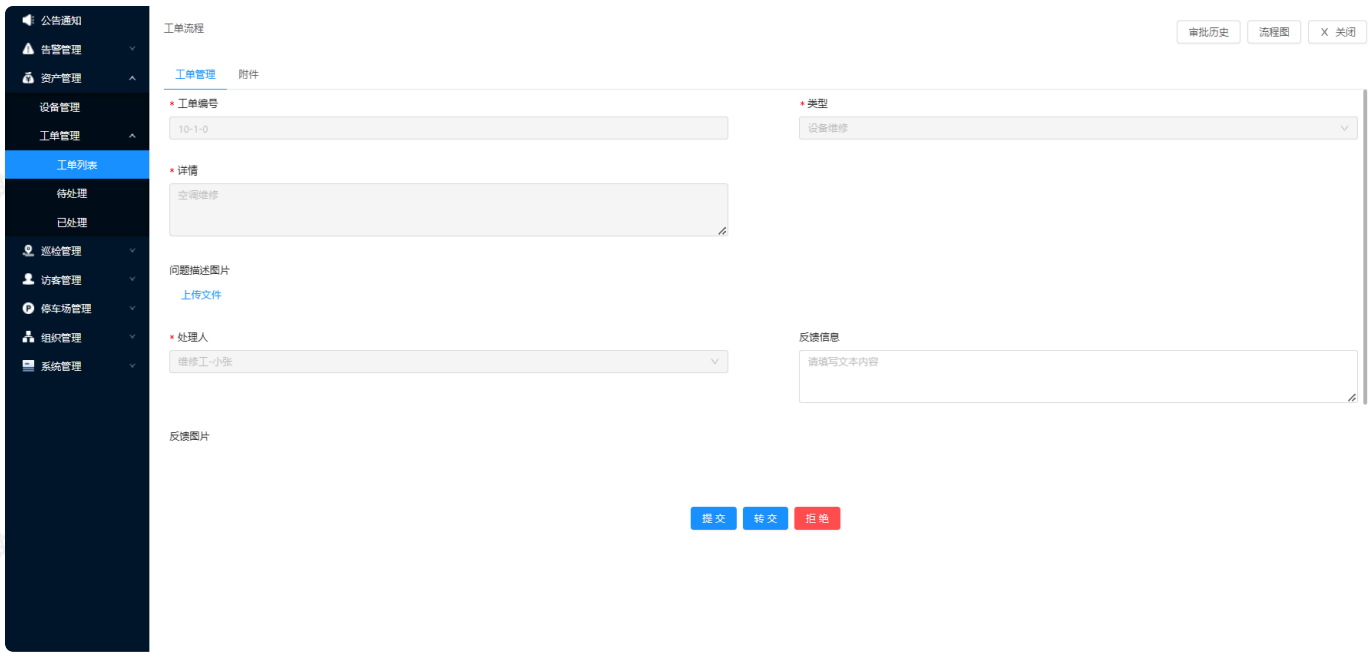 公告通知
告警管理
资产管理
设备管理
工单管理
工单列表
待处理
已处理
巡检管理
访客管理
停车场管理
组织管理
系统管理
工单流程
审批历史 流程图 X 关闭
工单管理 附件
* 工单编号 * 类型
10-1-0 设备维修
* 详情
空调维修
问题描述图片
上传文件
* 处理人 反馈信息
维修工-小张 请填写文本内容
反馈图片
提交 转交 拒绝